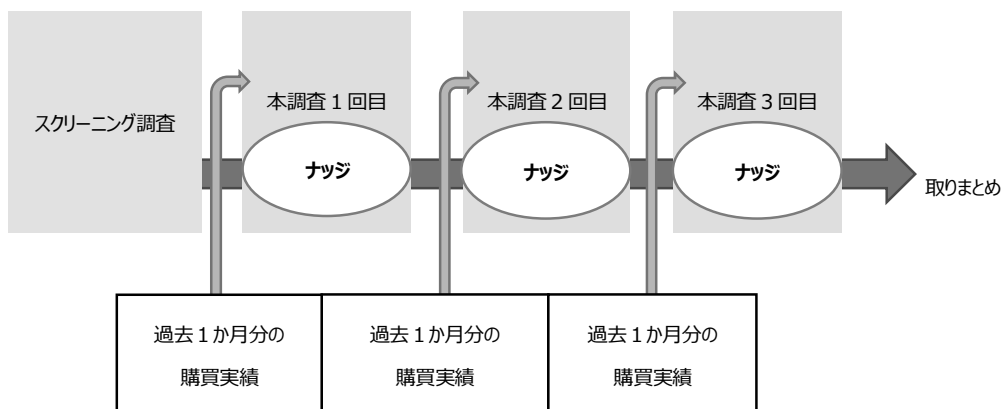 スクリーニング調査
本調査１回目
ナッジ
本調査２回目
ナッジ
本調査３回目
ナッジ
取りまとめ
過去１か月分の
購買実績
過去１か月分の
購買実績
過去１か月分の
購買実績